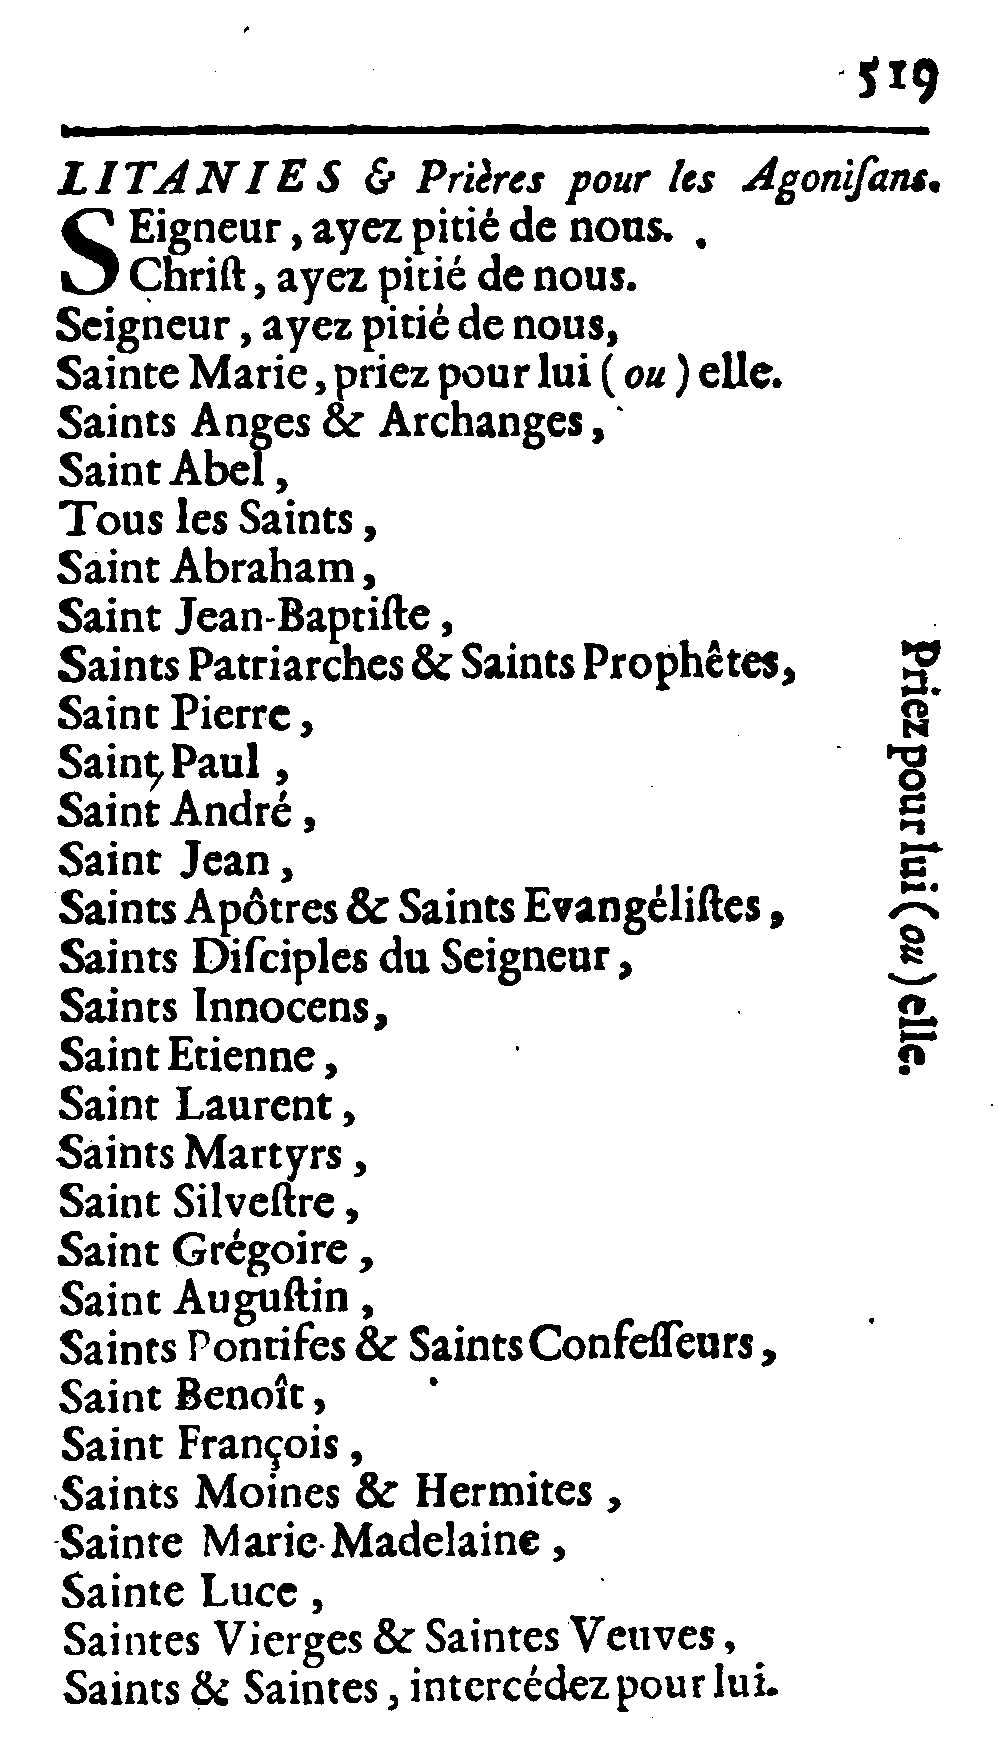 519
LITANIES & Prières pour les Agoniſans.
SEigneur, ayez pitié de nous.
Chriſt, ayez pitié de nous.
Seigneur, ayez pitié de nous,
Sainte Marie, priez pour lui (ou) elle.
Saints Anges & Archanges,
Saint Abel,
Tous les Saints,
Saint Abraham,
Saint Jean-Baptiſte,
Saints Patriarches & Saints Prophêtes,
Saint Pierre,
Saint Paul,
Saint André,
Saint Jean,
Saints Apôtres & Saints Evangéliſtes,
Saints Diſciples du Seigneur,
Saints Innocens,
Saint Etienne,
Saint Laurent,
Saints Martyrs,
Saint Silveſtre,
Saint Grégoire,
Saint Auguſtin,
Saints Pontifes & Saints Confeſſeurs,
Saint Benoît,
Saint François,
Saints Moines & Hermites,
Sainte Marie-Madelaine,
Sainte Luce,
Saintes Vierges & Saintes Veuves,
Saints & Saintes, intercédez pour lui.
Priez pour lui (ou) elle.